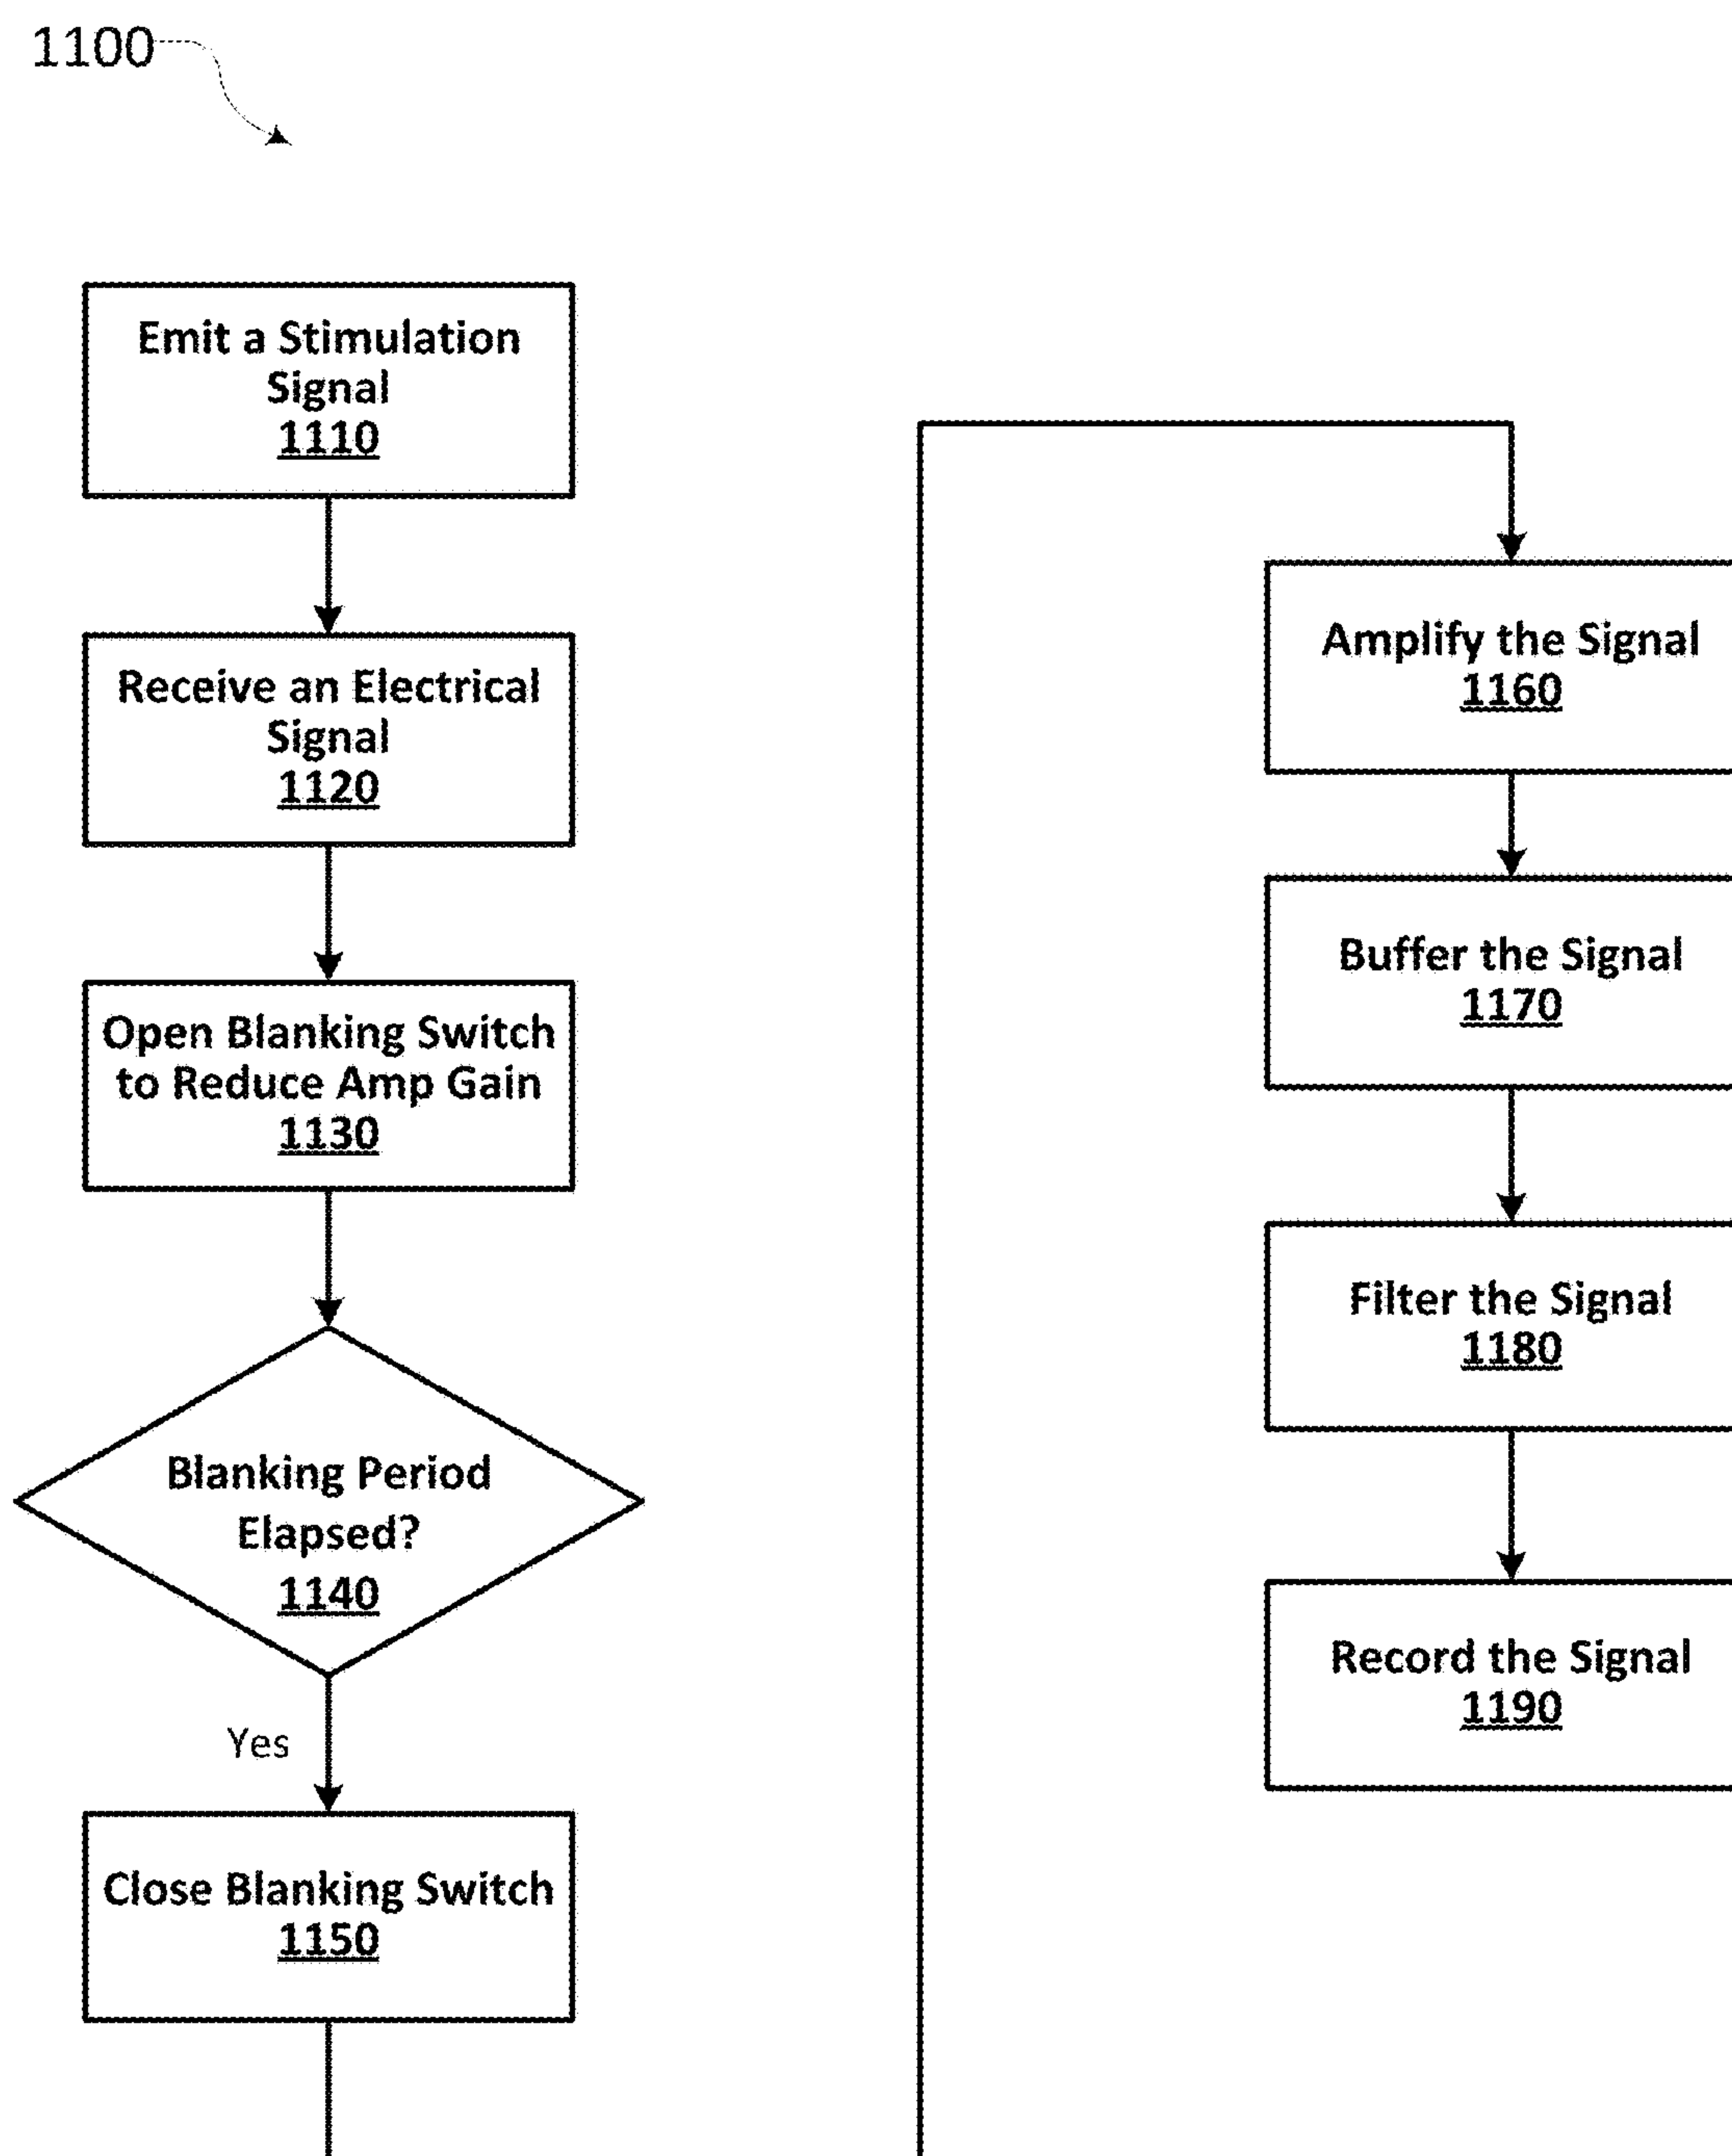 1100
Emit a Stimulation
Signal
1110
Receive an Electrical
Signal
1120
Open Blanking Switch
to Reduce Amp Gain
1130
Blanking Period
Elapsed?
1140
Yes
Close Blanking Switch
1150
Amplify the Signal
1160
Buffer the Signal
1170
Filter the Signal
1180
Record the Signal
1190